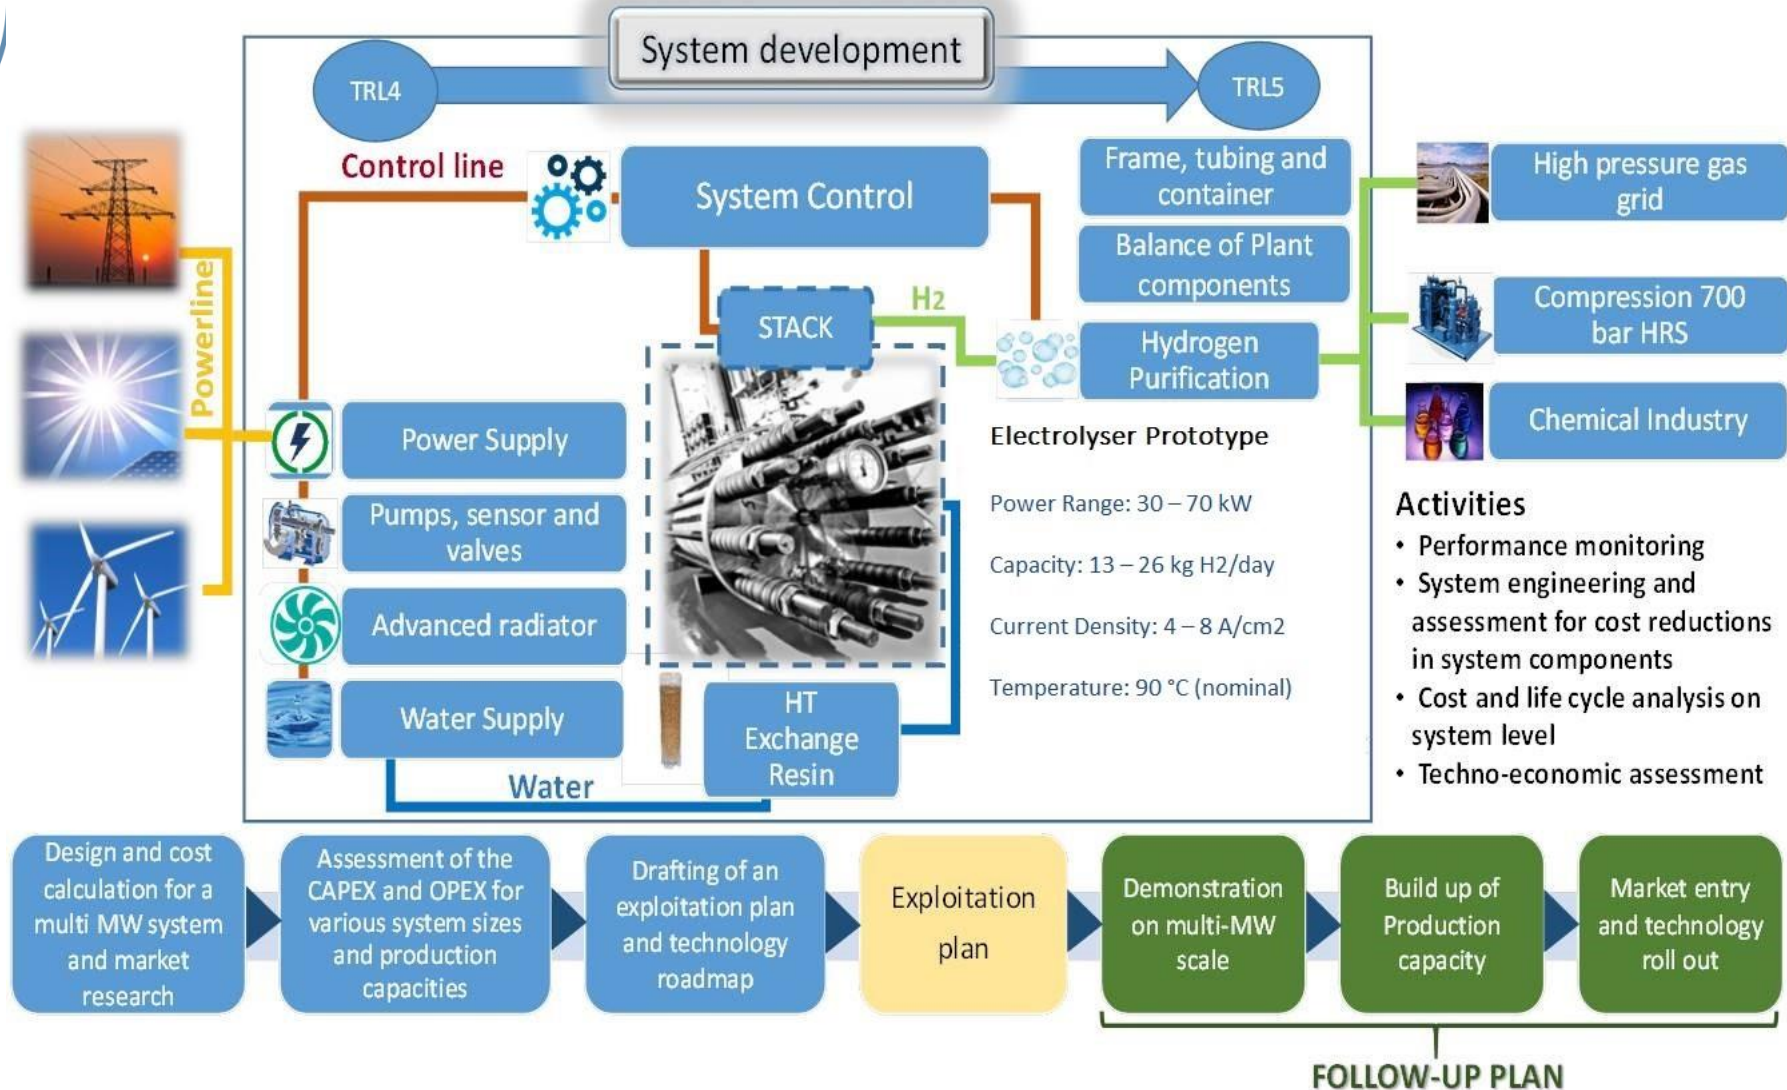 System development
TRL4
TRL5
Control line
System Control
Frame, tubing and
container
High pressure gas
grid
Powerline
Balance of Plant
components
Compression 700
bar HRS
H2
STACK
Hydrogen
Purification
Chemical Industry
Power Supply
Pumps, sensor and
valves
Advanced radiator
Water Supply
Water
HT
Exchange
Resin
Electrolyser Prototype
Power Range: 30 – 70 kW
Capacity: 13 – 26 kg H2/day
Current Density: 4 – 8 A/cm2
Temperature: 90 °C (nominal)
Activities
• Performance monitoring
• System engineering and
assessment for cost reductions
in system components
• Cost and life cycle analysis on
system level
• Techno-economic assessment
Design and cost
calculation for a
multi MW system
and market
research
Assessment of the
CAPEX and OPEX for
various system sizes
and production
capacities
Drafting of an
exploitation plan
and technology
roadmap
Exploitation
plan
Demonstration
on multi-MW
scale
Build up of
Production
capacity
Market entry
and technology
roll out
FOLLOW-UP PLAN